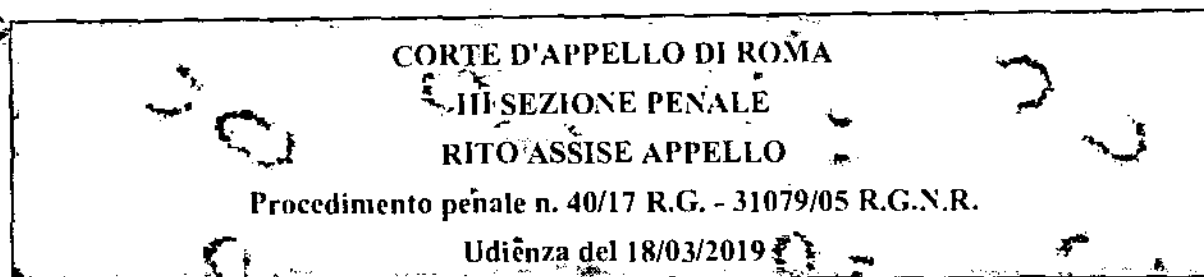 CORTE D'APPELLO DI ROMA
III SEZIONE PENALE
RITO ASSISE APPELLO
Procedimento penale n. 40/17 R.G. - 31079/05 R.G.N.R.
Udienza del 18/03/2019